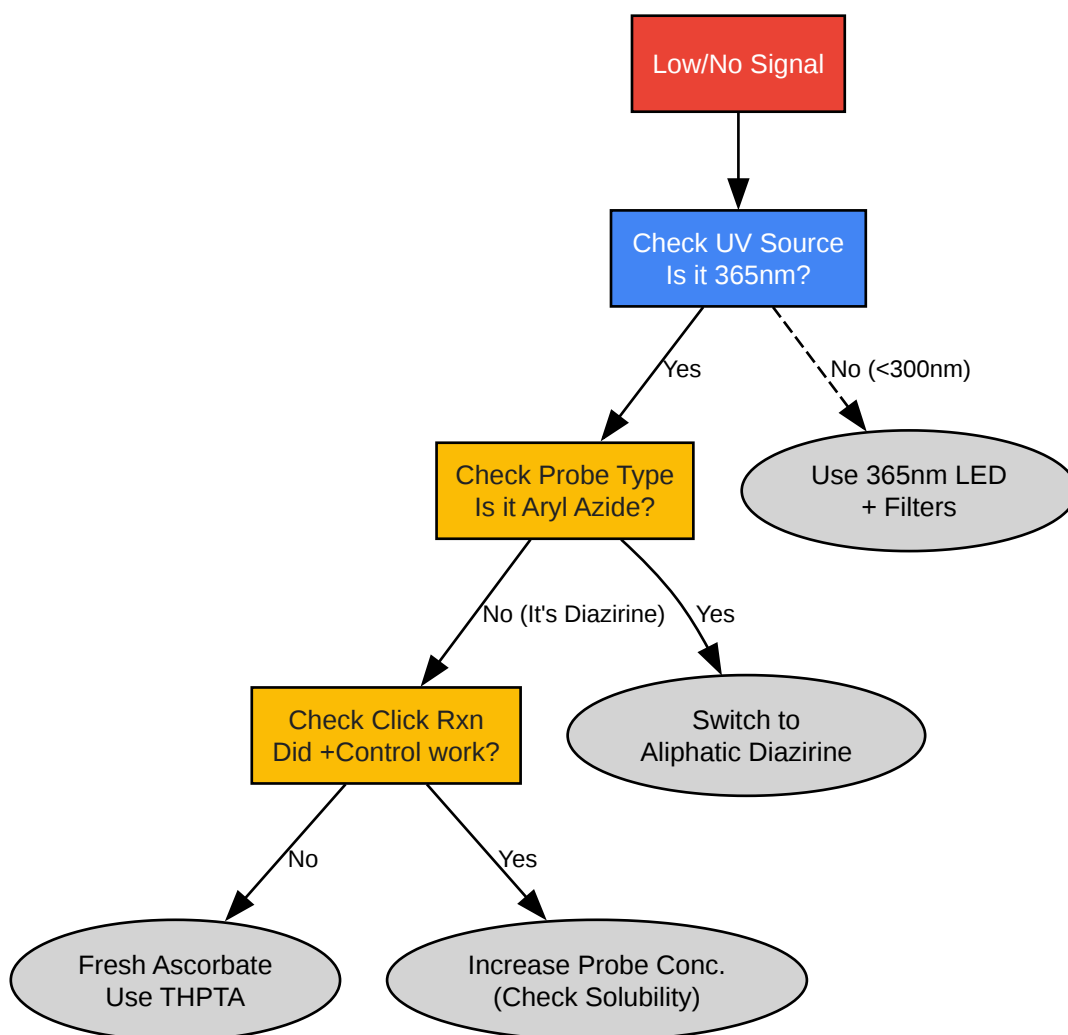 Low/No Signal
Check UV Source
Is it 365nm?
Yes
No (<300nm)
Check Probe Type
Is it Aryl Azide?
Use 365nm LED
+ Filters
No (It's Diazirine)
Yes
Check Click Rxn
Did +Control work?
Switch to
Aliphatic Diazirine
No
Yes
Fresh Ascorbate
Use THPTA
Increase Probe Conc.
(Check Solubility)